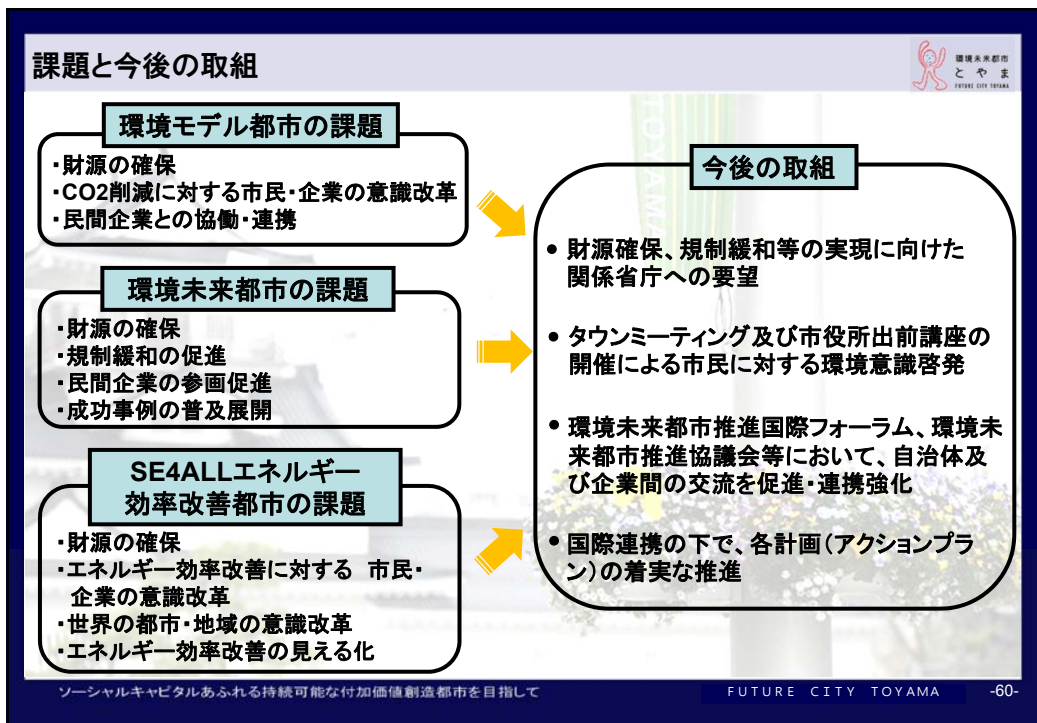 課題と今後の取組
環境未来都市
とやま
FUTURE CITY TOYAMA
環境モデル都市の課題
・財源の確保
・CO2削減に対する市民・企業の意識改革
・民間企業との協働・連携
環境未来都市の課題
・財源の確保
・規制緩和の促進
・民間企業の参画促進
・成功事例の普及展開
SE4ALLエネルギー
効率改善都市の課題
・財源の確保
・エネルギー効率改善に対する 市民・
企業の意識改革
・世界の都市・地域の意識改革
・エネルギー効率改善の見える化
TOYAMA
今後の取組
• 財源確保、規制緩和等の実現に向けた
関係省庁への要望
• タウンミーティング及び市役所出前講座の
開催による市民に対する環境意識啓発
• 環境未来都市推進国際フォーラム、環境未
来都市推進協議会等において、自治体及
び企業間の交流を促進・連携強化
• 国際連携の下で、各計画（アクションプラ
ン）の着実な推進
ソーシャルキャピタルあふれる持続可能な付加価値創造都市を目指して
FUTURE CITY TOYAMA
-60-